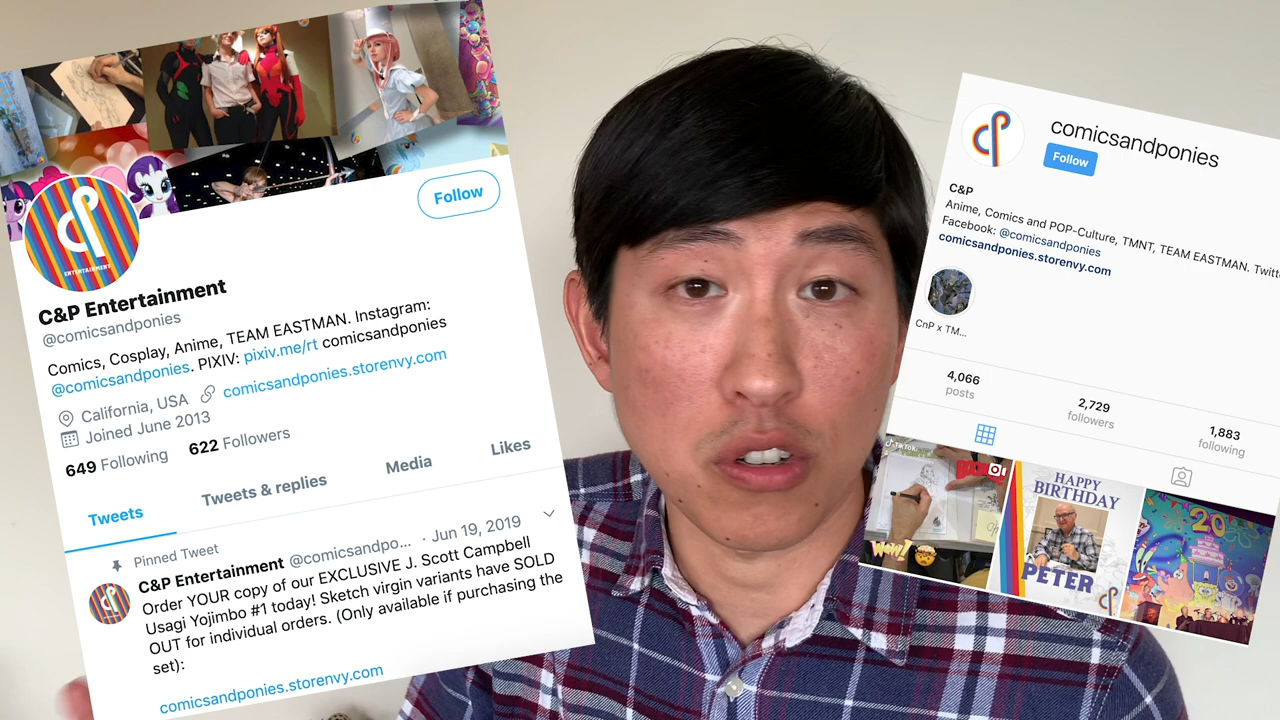 ENTERTAINMENT
Follow
C&P Entertainment
@comicsandponies
Comics, Cosplay, Anime, TEAM EASTMAN. Instagram:
@comicsandponies. PIXIV: pixiv.me/rt comicsandponies
California, USA comicsandponies.storenvy.com
Joined June 2013
649 Following 622 Followers
Tweets Tweets & replies Media Likes
Pinned Tweet
C&P Entertainment @comicsandpo... · Jun 19, 2019
Order YOUR copy of our EXCLUSIVE J. Scott Campbell
Usagi Yojimbo #1 today! Sketch virgin variants have SOLD
OUT for individual orders. (Only available if purchasing the
set):
comicsandponies.storenvy.com
comicsandponies
Follow
C&P
Anime, Comics and POP-Culture, TMNT, TEAM EASTMAN. Twitt
Facebook: @comicsandponies
comicsandponies.storenvy.com
CnP x TM...
4,066 posts
2,729 followers
1,883 following
TikTok
WOW!
HAPPY
BIRTHDAY
PETER
20